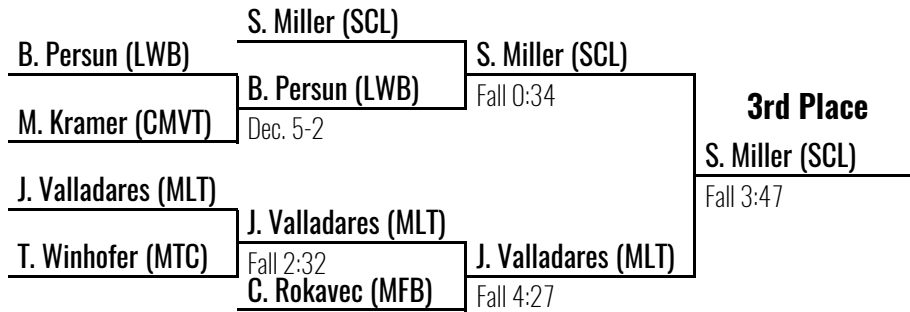 S. Miller (SCL)
B. Persun (LWB)
S. Miller (SCL)
B. Persun (LWB)
Fall 0:34
M. Kramer (CMVT)
Dec. 5-2
3rd Place
S. Miller (SCL)
J. Valladares (MLT)
Fall 3:47
J. Valladares (MLT)
T. Winhofer (MTC)
Fall 2:32
J. Valladares (MLT)
C. Rokavec (MFB)
Fall 4:27